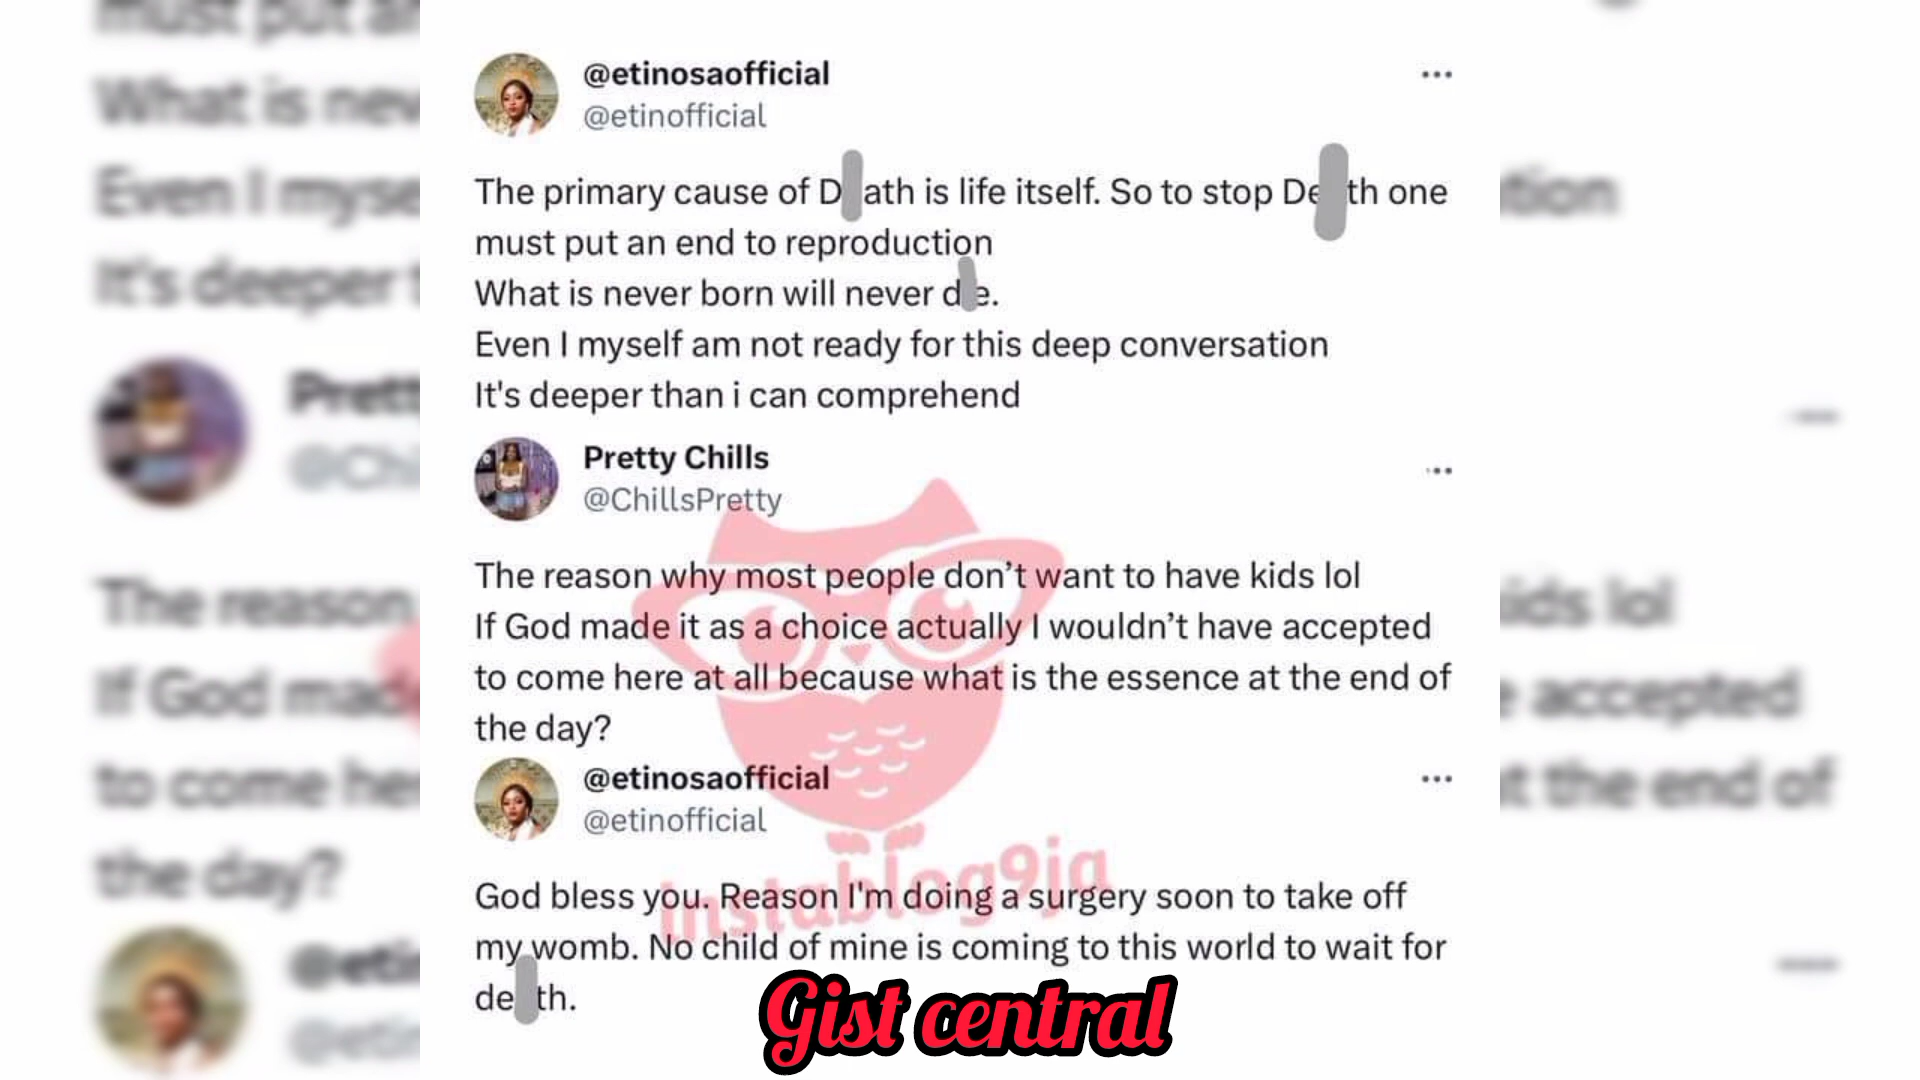 @etinosaofficial
@etinofficial
The primary cause of D ath is life itself. So to stop De th one
must put an end to reproduction
What is never born will never d e.
Even I myself am not ready for this deep conversation
It's deeper than i can comprehend
Pretty Chills
@ChillsPretty
The reason why most people don’t want to have kids lol
If God made it as a choice actually I wouldn’t have accepted
to come here at all because what is the essence at the end of
the day?
@etinosaofficial
@etinofficial
God bless you. Reason I'm doing a surgery soon to take off
my womb. No child of mine is coming to this world to wait for
de th.
instablog9ja
Gist central